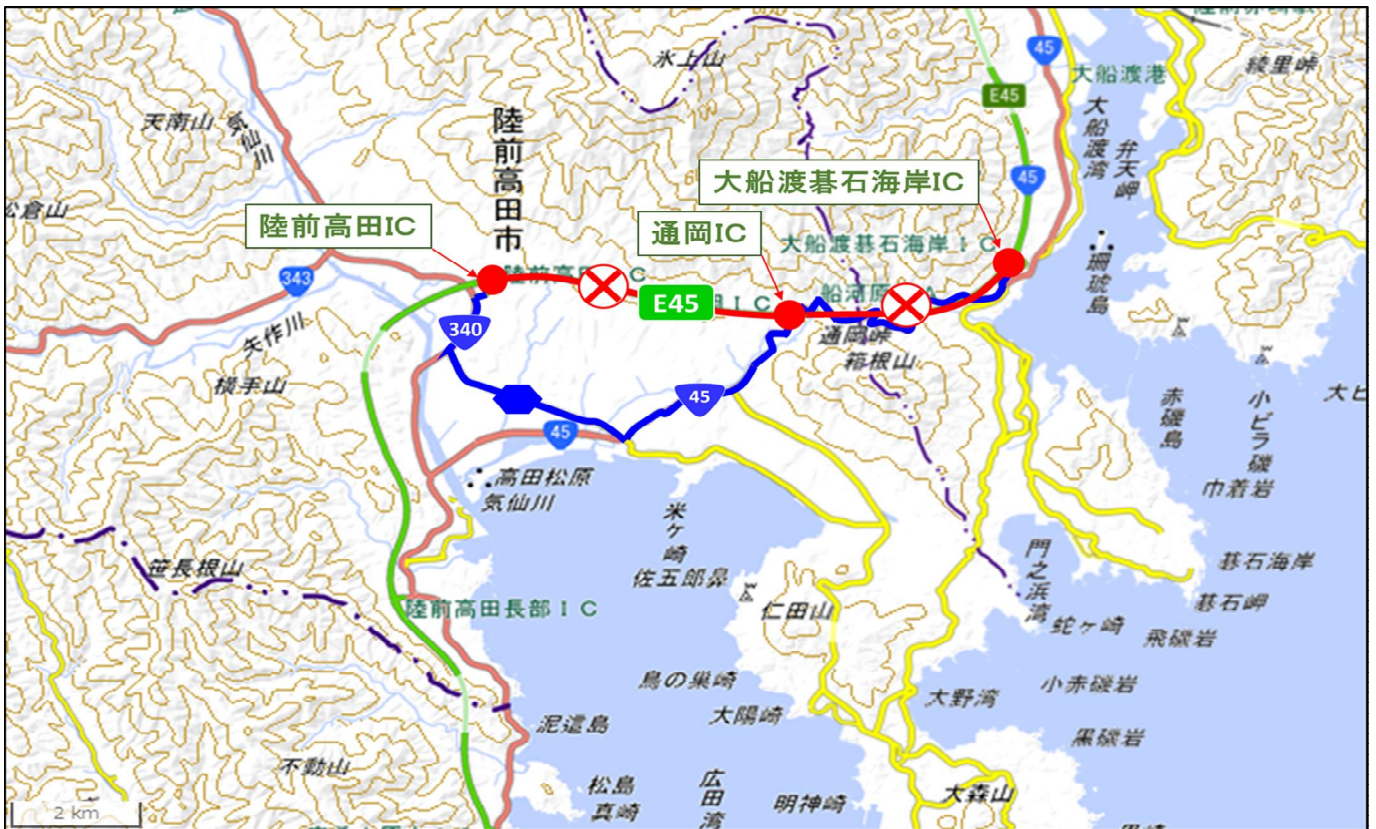 氷上山
45
綾里峠
大船渡港
E45
天南山
気仙川
陸前高田市
大船渡湾
弁天岬
大船渡碁石海岸IC
45
松倉山
陸前高田IC
通岡IC
大船渡碁石海岸IC
珊琥島
343
E45
340
通岡峠
箱根山
矢作川
横手山
45
45
赤磯島
小ビラ磯
高田松原
気仙川
巾着岩
米ヶ崎
佐五郎鼻
門之浜湾
碁石海岸
笹長根山
仁田山
碁石岬
陸前高田長部IC
蛇ヶ崎
飛磯岩
鳥の巣崎
大野湾
小赤磯岩
大陽崎
泥這島
黒磯岩
不動山
松島
真崎
広田湾
明神崎
大森山
2 km